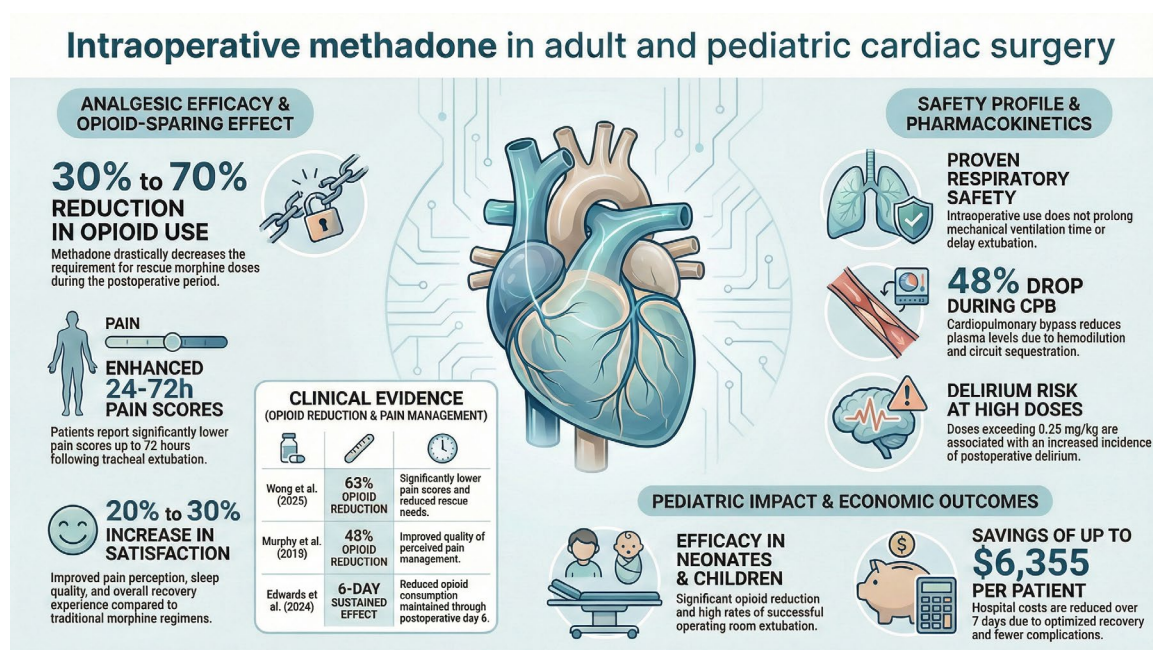 Intraoperative methadone in adult and pediatric cardiac surgery
ANALGESIC EFFICACY &
OPIOID-SPARING EFFECT
30% to 70%
REDUCTION
IN OPIOID USE
Methadone drastically decreases the
requirement for rescue morphine doses
during the postoperative period.
PAIN
ENHANCED
24-72h
PAIN SCORES
Patients report significantly lower
pain scores up to 72 hours
following tracheal extubation.
20% to 30%
INCREASE IN
SATISFACTION
Improved pain perception, sleep
quality, and overall recovery
experience compared to
traditional morphine regimens.
CLINICAL EVIDENCE
(OPIOID REDUCTION & PAIN MANAGEMENT)
Wong et al.
(2025)
63%
OPIOID
REDUCTION
Significantly lower
pain scores and
reduced rescue
needs.
Murphy et al.
(2019)
48%
OPIOID
REDUCTION
Improved quality of
perceived pain
management.
Edwards et
al. (2024)
6-DAY
SUSTAINED
EFFECT
Reduced opioid
consumption
maintained through
postoperative day 6.
SAFETY PROFILE &
PHARMACOKINETICS
PROVEN
RESPIRATORY
SAFETY
Intraoperative use does not prolong
mechanical ventilation time or
delay extubation.
48% DROP
DURING CPB
Cardiopulmonary bypass reduces
plasma levels due to hemodilution
and circuit sequestration.
DELIRIUM RISK
AT HIGH DOSES
Doses exceeding 0.25 mg/kg are
associated with an increased incidence
of postoperative delirium.
PEDIATRIC IMPACT & ECONOMIC OUTCOMES
EFFICACY IN
NEONATES
& CHILDREN
Significant opioid reduction
and high rates of successful
operating room extubation.
$
SAVINGS OF UP TO
$6,355
PER PATIENT
Hospital costs are reduced over
7 days due to optimized recovery
and fewer complications.